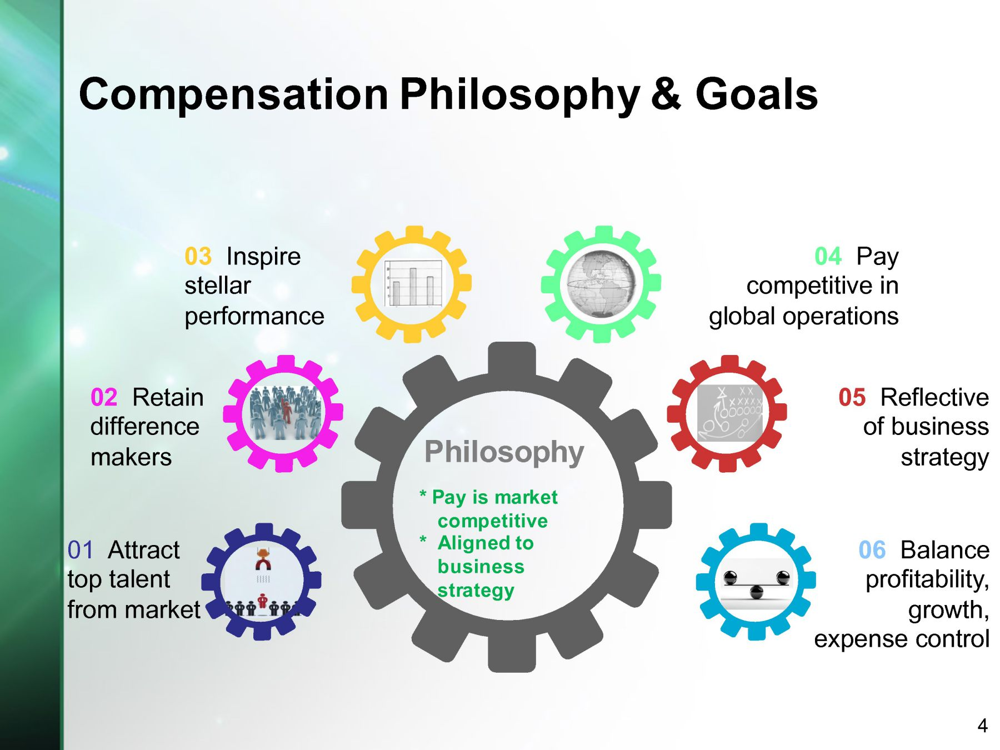 Compensation Philosophy & Goals
03 Inspire
stellar
performance
04 Pay
competitive in
global operations
02 Retain
difference
makers
05 Reflective
of business
strategy
Philosophy
* Pay is market
competitive
* Aligned to
business
strategy
01 Attract
top talent
from market
06 Balance
profitability,
growth,
expense control
4